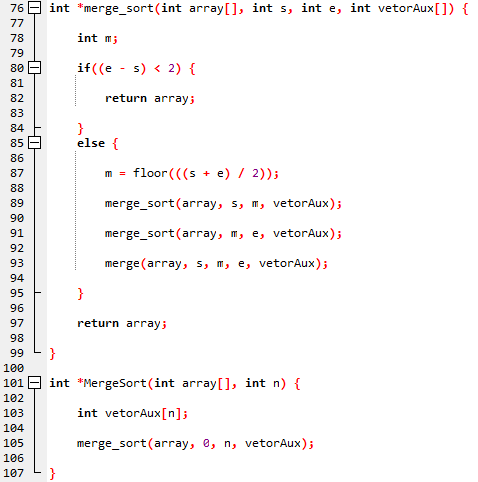 76 int *merge_sort(int array[], int s, int e, int vetorAux[]) {
77
78 int m;
79
80 if((e - s) < 2) {
81
82 return array;
83
84 }
85 else {
86
87 m = floor(((s + e) / 2));
88
89 merge_sort(array, s, m, vetorAux);
90
91 merge_sort(array, m, e, vetorAux);
92
93 merge(array, s, m, e, vetorAux);
94
95 }
96
97 return array;
98
99 }
100
101 int *MergeSort(int array[], int n) {
102
103 int vetorAux[n];
104
105 merge_sort(array, 0, n, vetorAux);
106
107 }